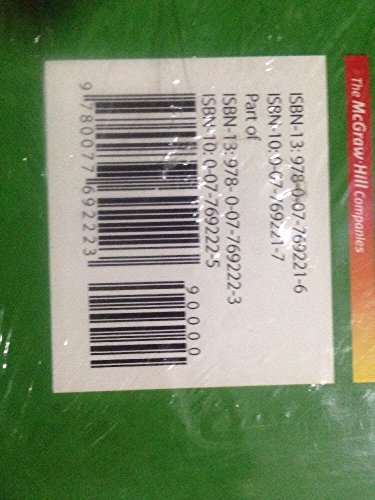 The McGraw·Hill Companies
ISBN-13: 978-0-07-769221-6
ISBN-10: 0-07-769221-7
Part of
ISBN-13: 978- 0-07-769222-3
ISBN-10: 0-07-769222-5
9 780077 692223
90000